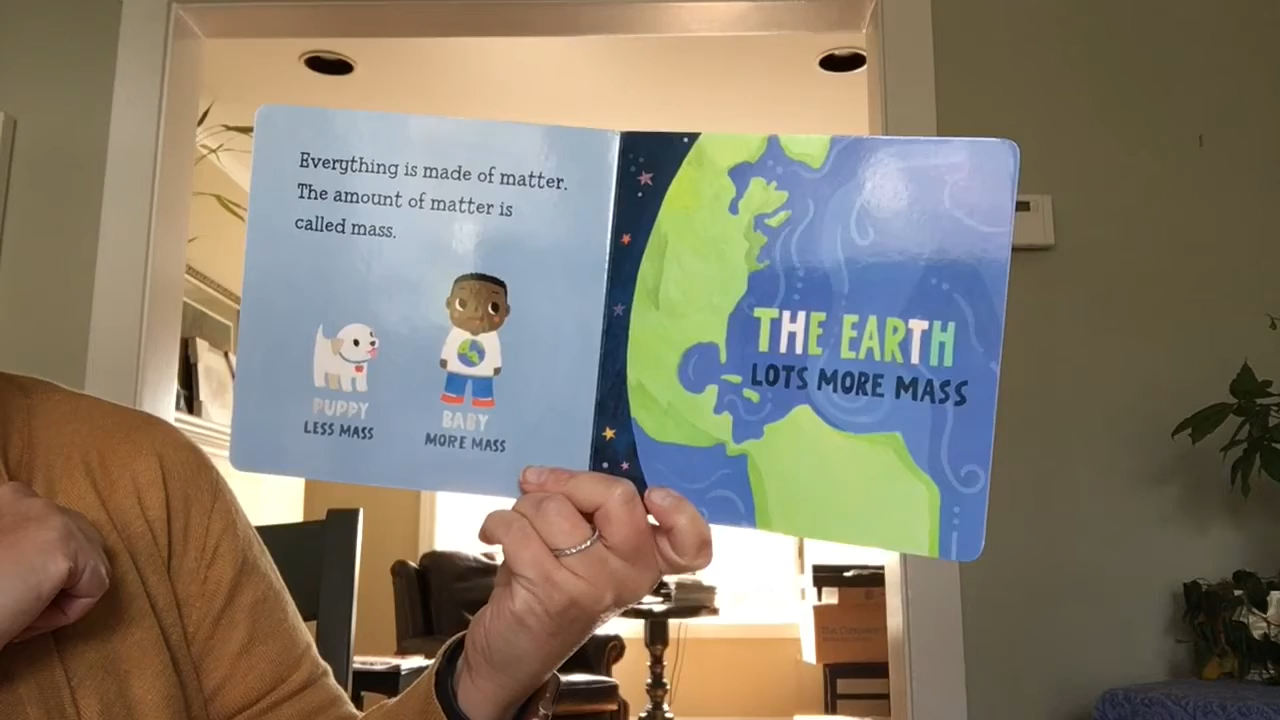 Everything is made of matter.
The amount of matter is
called mass.
PUPPY
LESS MASS
BABY
MORE MASS
THE EARTH
LOTS MORE MASS